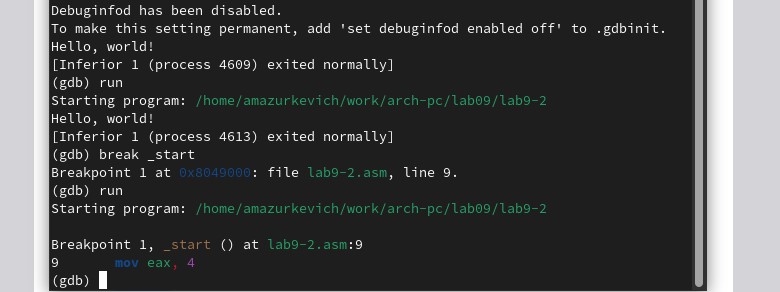 Debuginfod has been disabled.
To make this setting permanent, add 'set debuginfod enabled off' to .gdbinit.
Hello, world!
[Inferior 1 (process 4609) exited normally]
(gdb) run
Starting program: /home/amazurkevich/work/arch-pc/lab09/lab9-2
Hello, world!
[Inferior 1 (process 4613) exited normally]
(gdb) break _start
Breakpoint 1 at 0x8049000: file lab9-2.asm, line 9.
(gdb) run
Starting program: /home/amazurkevich/work/arch-pc/lab09/lab9-2
Breakpoint 1, _start () at lab9-2.asm:9
9       mov eax, 4
(gdb)